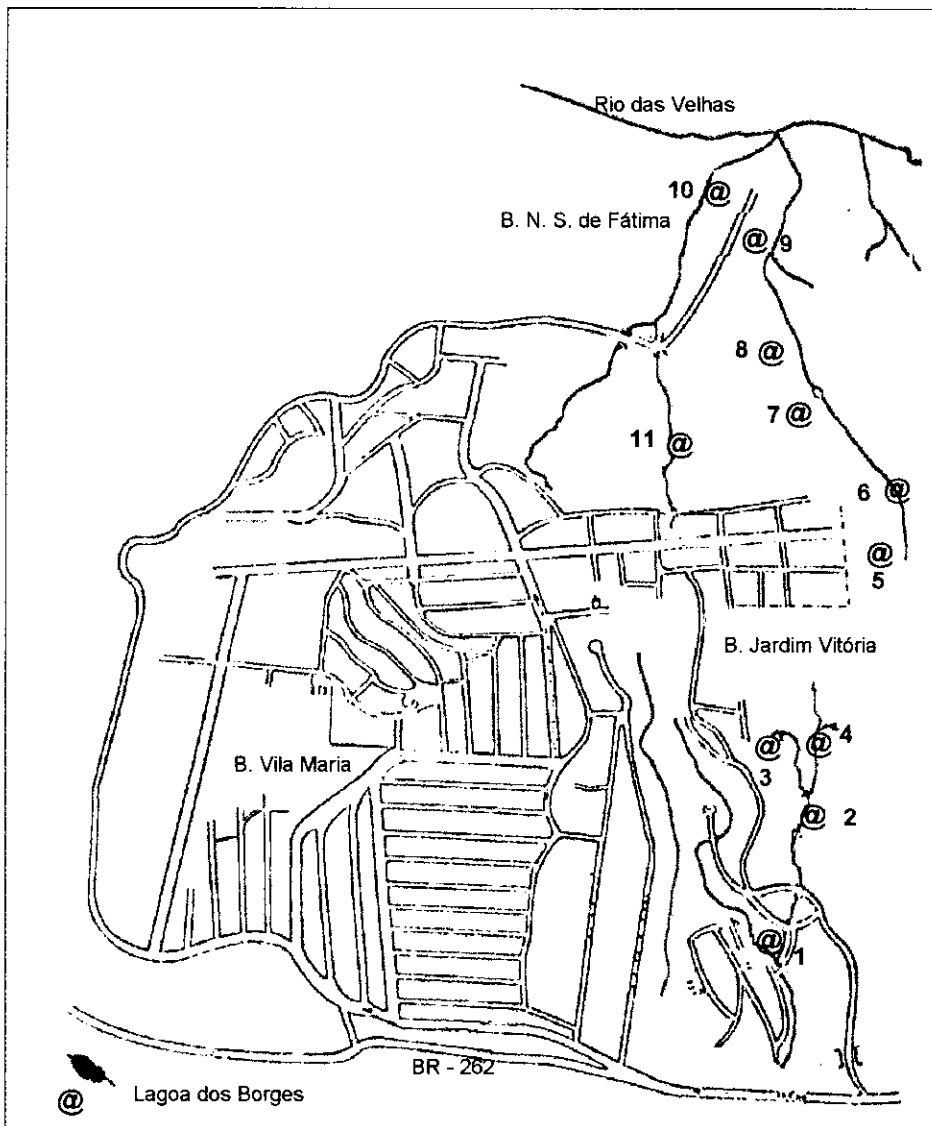 Rio das Velhas
10 @
B. N. S. de Fátima
@ 9
8 @
7 @
11 @
6 @
@
5
B. Jardim Vitória
@ @ 4
3
B. Vila Maria
@ 2
@ 1
BR - 262
@ Lagoa dos Borges